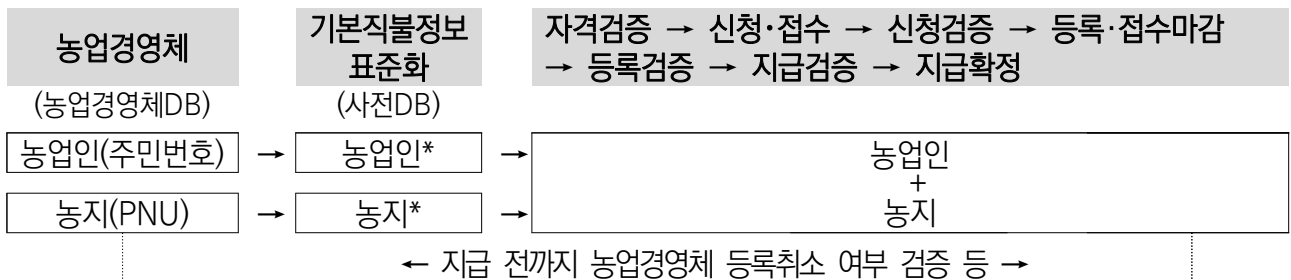 농업경영체
기본직불정보
표준화
자격검증 → 신청·접수 → 신청검증 → 등록·접수마감
→ 등록검증 → 지급검증 → 지급확정
(농업경영체DB)
(사전DB)
농업인(주민번호) → 농업인* → 농업인
+
농지(PNU) → 농지* → 농지
← 지급 전까지 농업경영체 등록취소 여부 검증 등 →